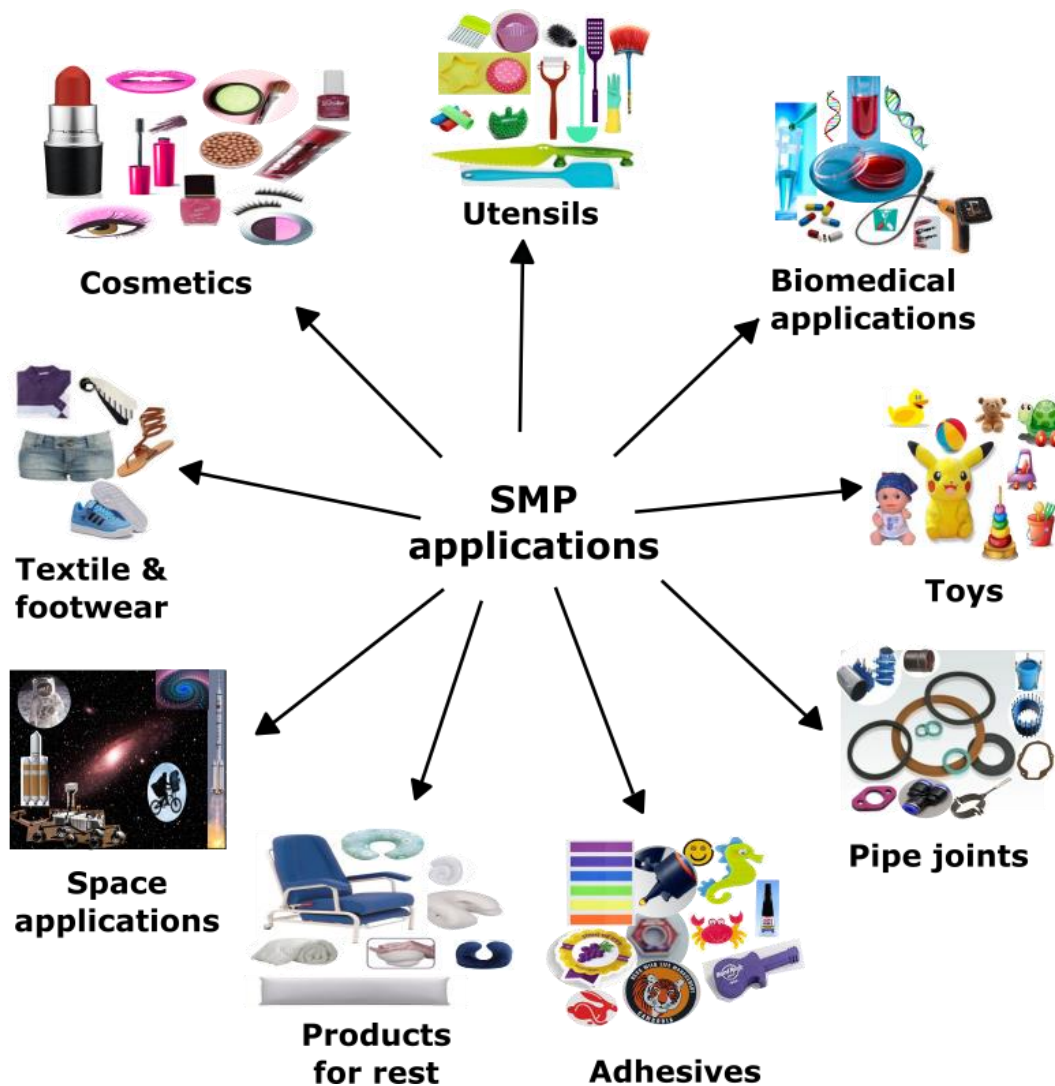 Utensils
Cosmetics
Biomedical
applications
SMP
applications
Textile &
footwear
Toys
Space
applications
Pipe joints
Products
for rest
Adhesives